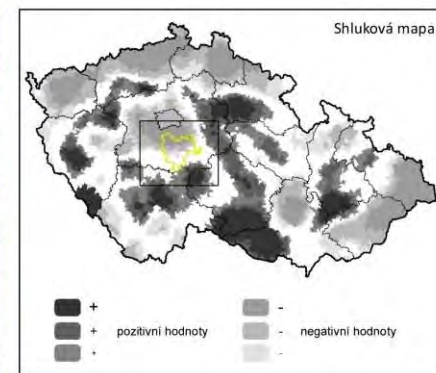 Shluková mapa
+ -
+ pozitivní hodnoty - negativní hodnoty
+ -